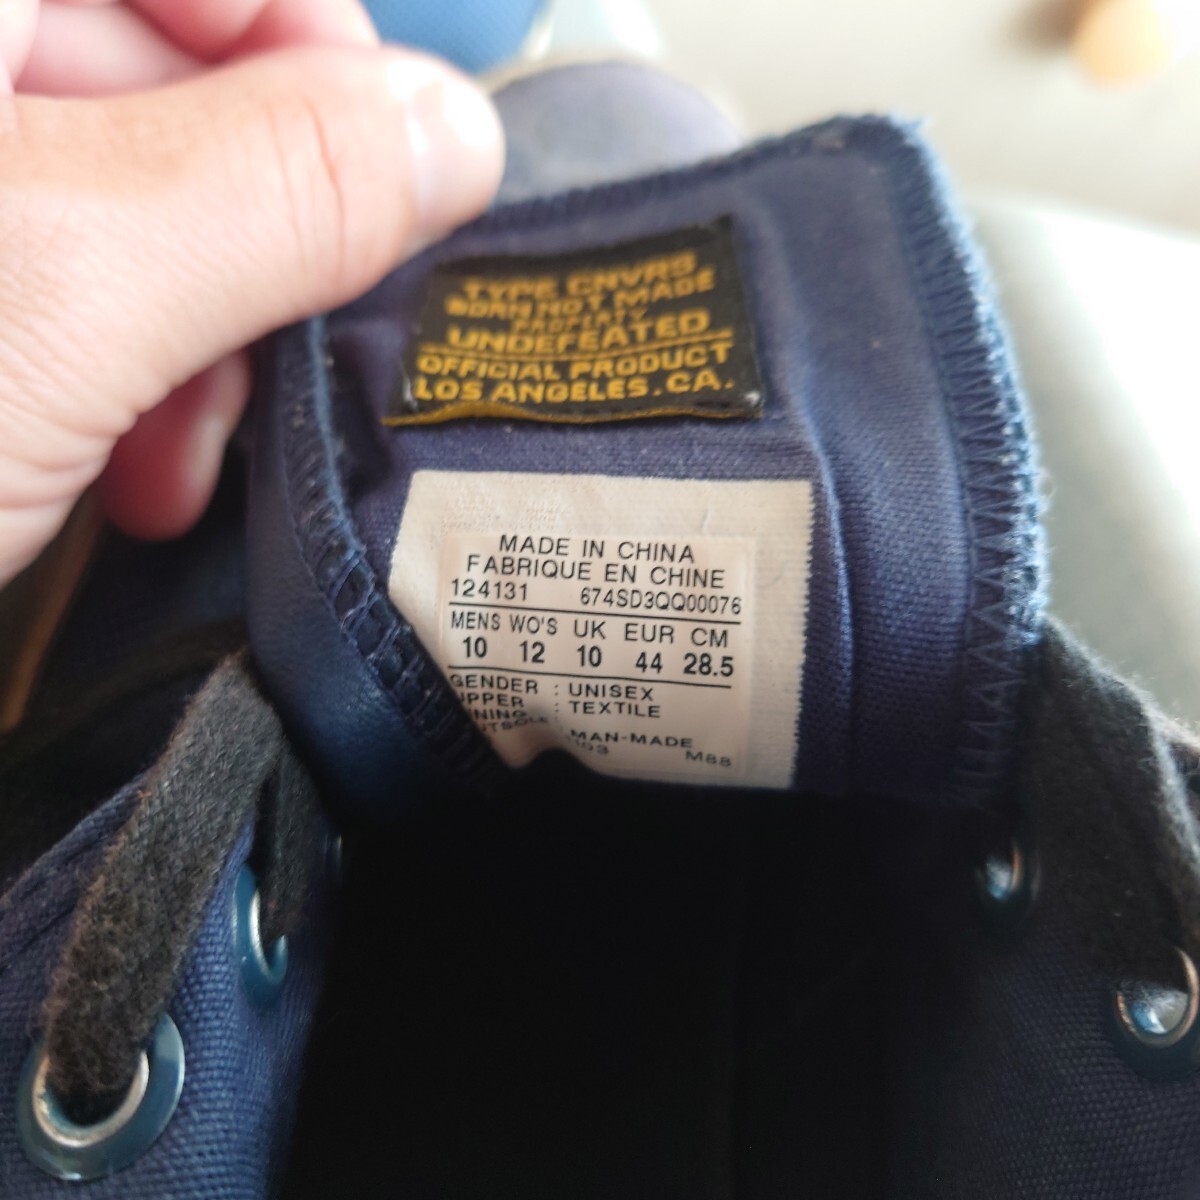 TYPE CNVRS
BORN NOT MADE
PROPERTY
UNDEFEATED
OFFICIAL PRODUCT
LOS ANGELES. CA.
MADE IN CHINA
FABRIQUE EN CHINE
124131 674SD3QQ00076
MENS WO'S UK EUR CM
10 12 10 44 28.5
GENDER : UNISEX
UPPER : TEXTILE
MAN-MADE
M88